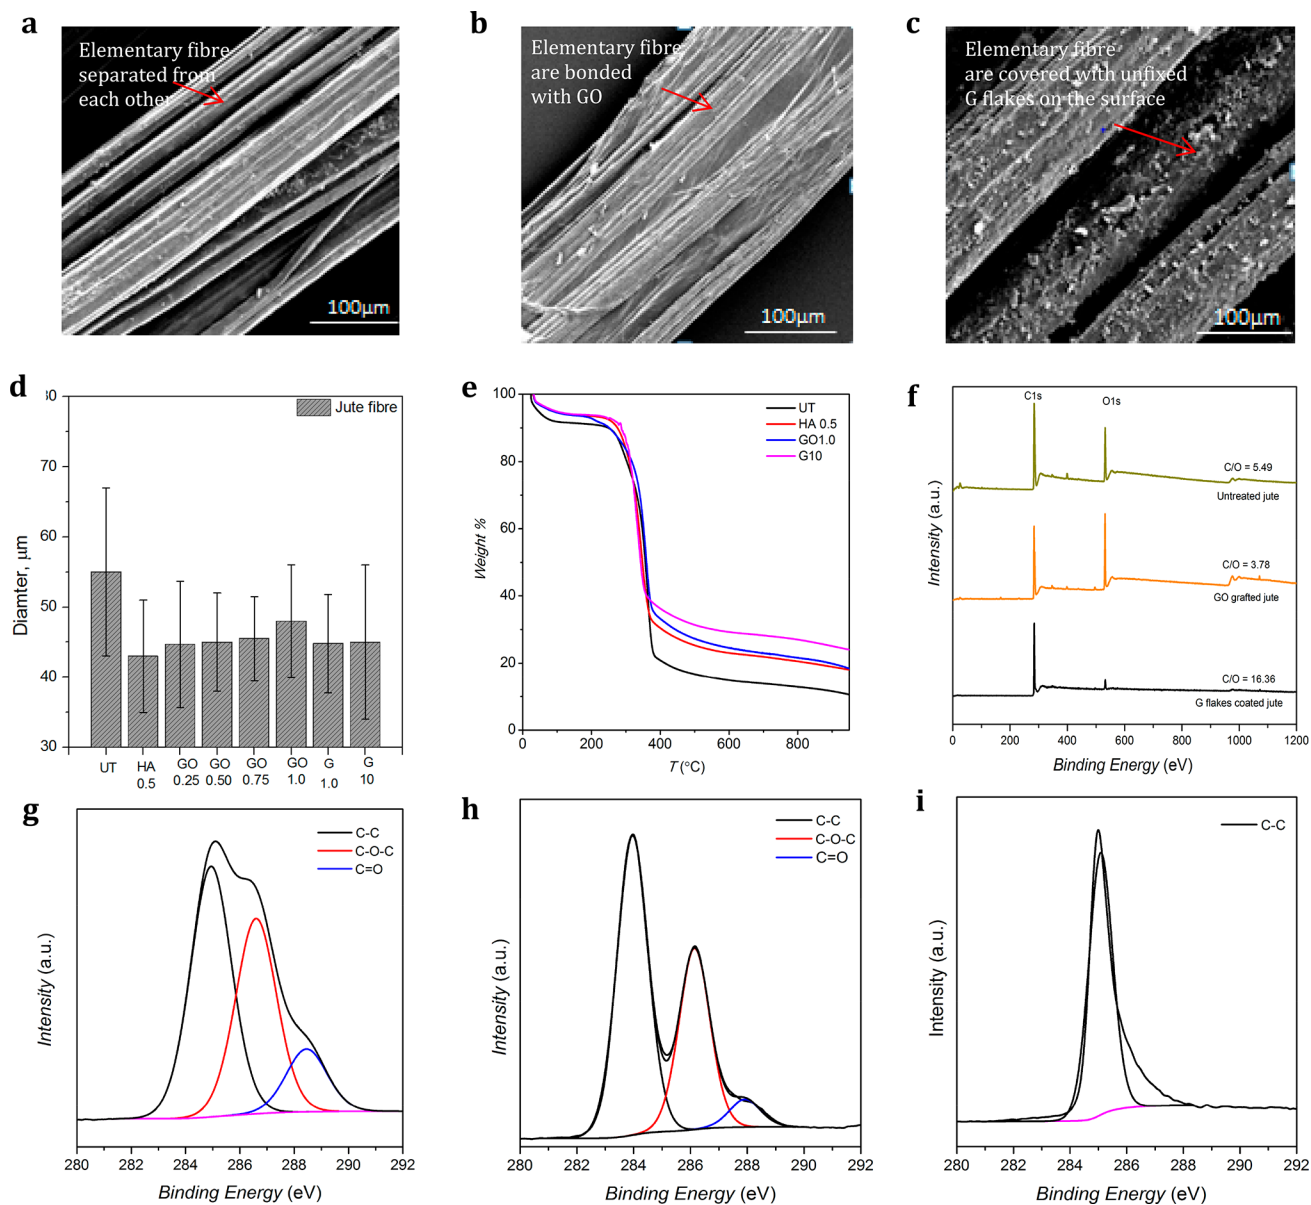 a
Elementary fibre
separated from
each other
100µm
b
Elementary fibre
are bonded
with GO
100µm
c
Elementary fibre
are covered with unfixed
G flakes on the surface
100µm
d
80
70
60
50
40
30
Diamter, µm
Jute fibre
UT
HA
0.5
GO
0.25
GO
0.50
GO
0.75
GO
1.0
G
1.0
G
10
e
100
80
60
40
20
0
Weight %
UT
HA 0.5
GO1.0
G10
0 200 400 600 800
T (°C)
f
C1s
O1s
C/O = 5.49
Untreated jute
C/O = 3.78
GO grafted jute
C/O = 16.36
G flakes coated jute
Intensity (a.u.)
0 200 400 600 800 1000 1200
Binding Energy (eV)
g
C-C
C-O-C
C=O
Intensity (a.u.)
280 282 284 286 288 290 292
Binding Energy (eV)
h
C-C
C-O-C
C=O
Intensity (a.u.)
280 282 284 286 288 290 292
Binding Energy (eV)
i
C-C
Intensity (a.u.)
280 282 284 286 288 290 292
Binding Energy (eV)